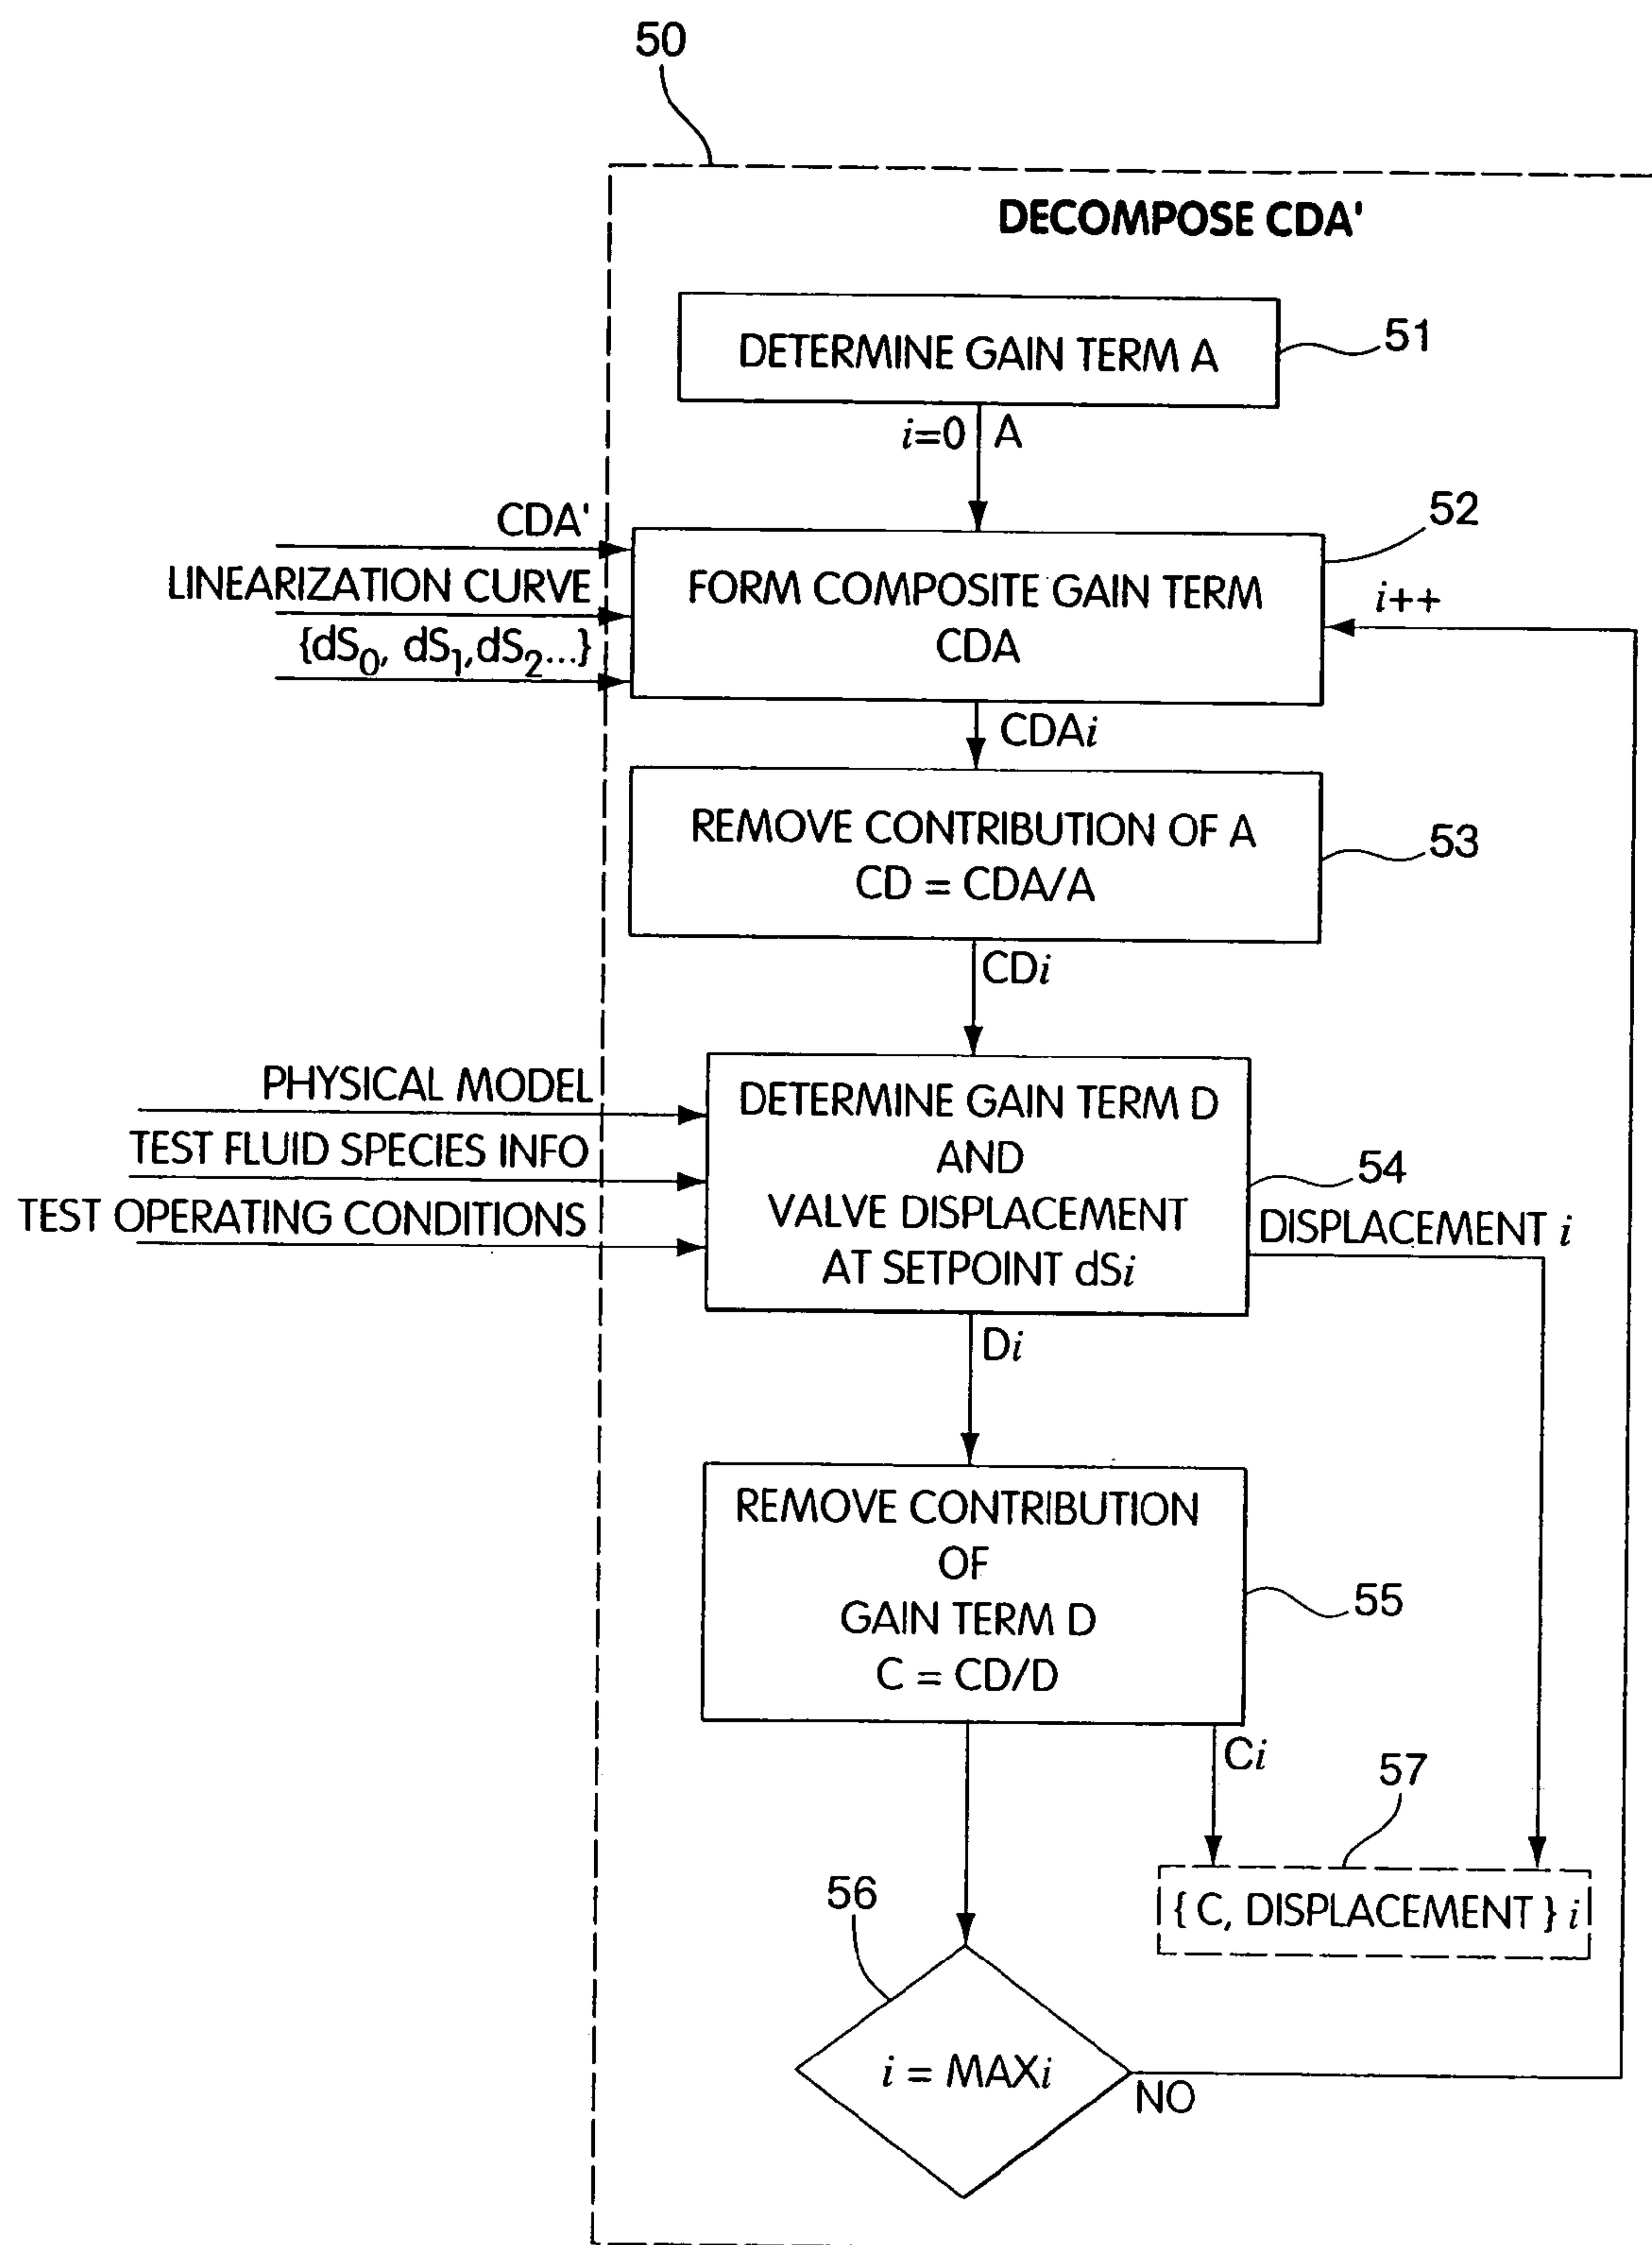 50
DECOMPOSE CDA'
DETERMINE GAIN TERM A
51
i=0 A
CDA'
LINEARIZATION CURVE
{dS0, dS1,dS2...}
52
FORM COMPOSITE GAIN TERM
CDA
i++
CDAi
REMOVE CONTRIBUTION OF A
CD = CDA/A
53
CDi
PHYSICAL MODEL
TEST FLUID SPECIES INFO
TEST OPERATING CONDITIONS
DETERMINE GAIN TERM D
AND
VALVE DISPLACEMENT
AT SETPOINT dSi
54
DISPLACEMENT i
Di
REMOVE CONTRIBUTION
OF
GAIN TERM D
C = CD/D
55
Ci
57
{ C, DISPLACEMENT } i
56
i = MAXi
NO